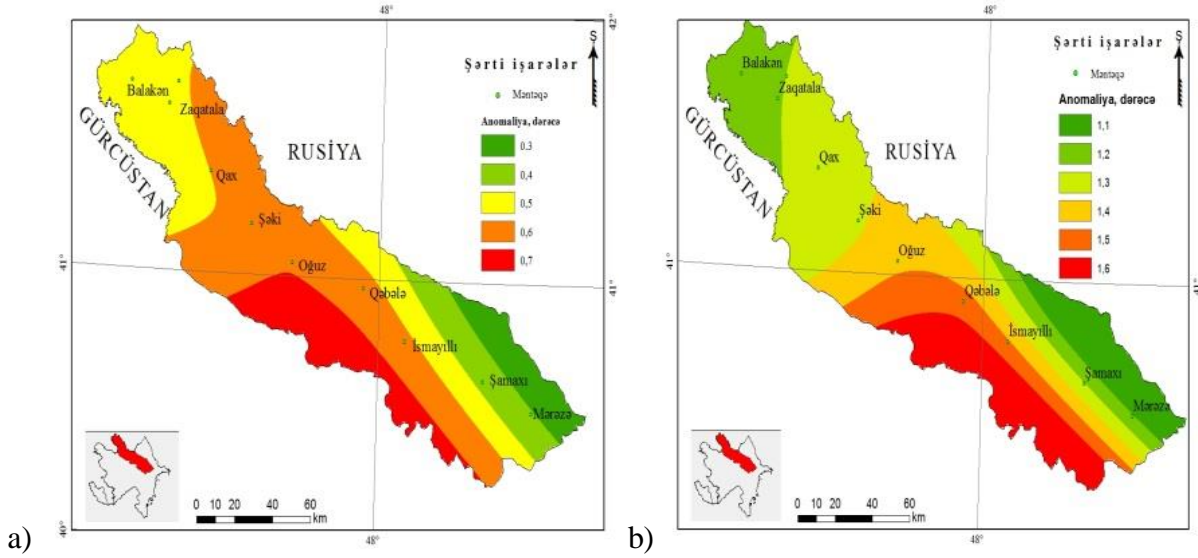 48°
42°
S
Şərti işarələr
Məntəqə
Anomaliya, dərəcə
0.3
0,4
0,5
0,6
0,7
Balakən
Zaqatala
GÜRCÜSTAN
RUSİYA
Qax
Şəki
Oğuz
Qəbələ
İsmayıllı
Şamaxı
Mərəzə
41°
41°
40°
48°
0 10 20 40 60
km
a)
48°
42°
S
Şərti işarələr
Məntəqə
Anomaliya, dərəcə
1,1
1,2
1,3
1,4
1,5
1,6
Balakən
Zaqatala
GÜRCÜSTAN
RUSİYA
Qax
Şəki
Oğuz
Qəbələ
İsmayıllı
Şamaxı
Mərəzə
41°
41°
48°
0 10 20 40 60
km
b)